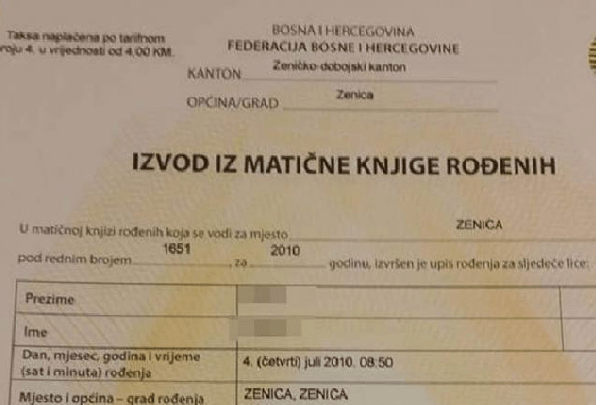 Taksa naplaćena po tarifnom
broju 4. u vrijednosti od 4.00 KM.
BOSNA I HERCEGOVINA
FEDERACIJA BOSNE I HERCEGOVINE
KANTON Zeničko-dobojski kanton
OPĆINA/GRAD Zenica
IZVOD IZ MATIČNE KNJIGE ROĐENIH
U matičnoj knjizi rođenih koja se vodi za mjesto ZENICA
pod rednim brojem 1651, za 2010 godinu, izvršen je upis rođenja za sljedeće lice:
Prezime
Ime
Dan, mjesec, godina i vrijeme
(sat i minuta) rođenja
4. (četvrti) juli 2010. 08:50
Mjesto i općina – grad rođenja ZENICA, ZENICA